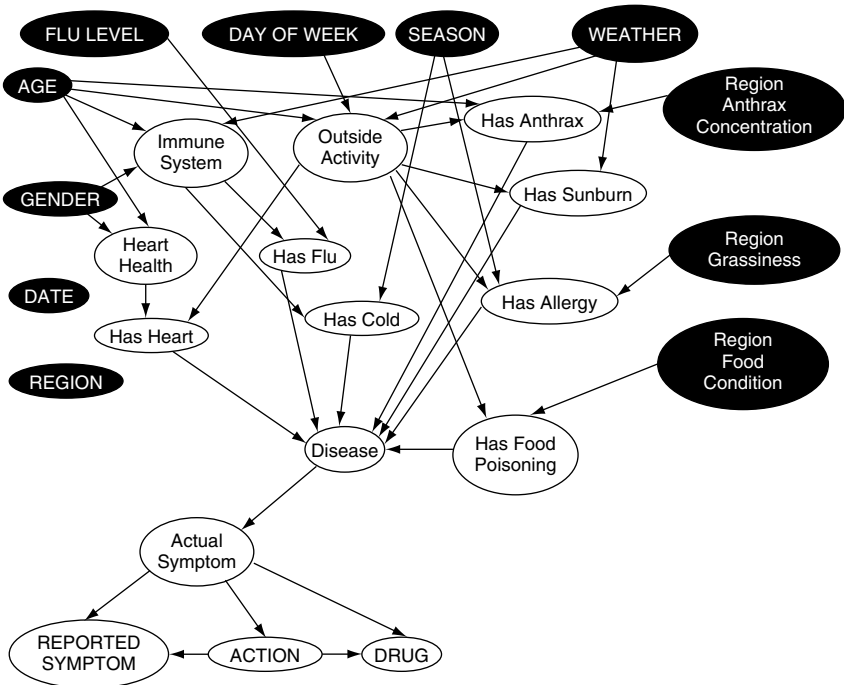 FLU LEVEL
DAY OF WEEK
SEASON
WEATHER
AGE
Region
Anthrax
Concentration
Has Anthrax
Immune
System
Outside
Activity
GENDER
Has Sunburn
Heart
Health
Has Flu
Region
Grassiness
DATE
Has Allergy
Has Cold
Has Heart
Region
Food
Condition
REGION
Disease
Has Food
Poisoning
Actual
Symptom
REPORTED
SYMPTOM
ACTION
DRUG